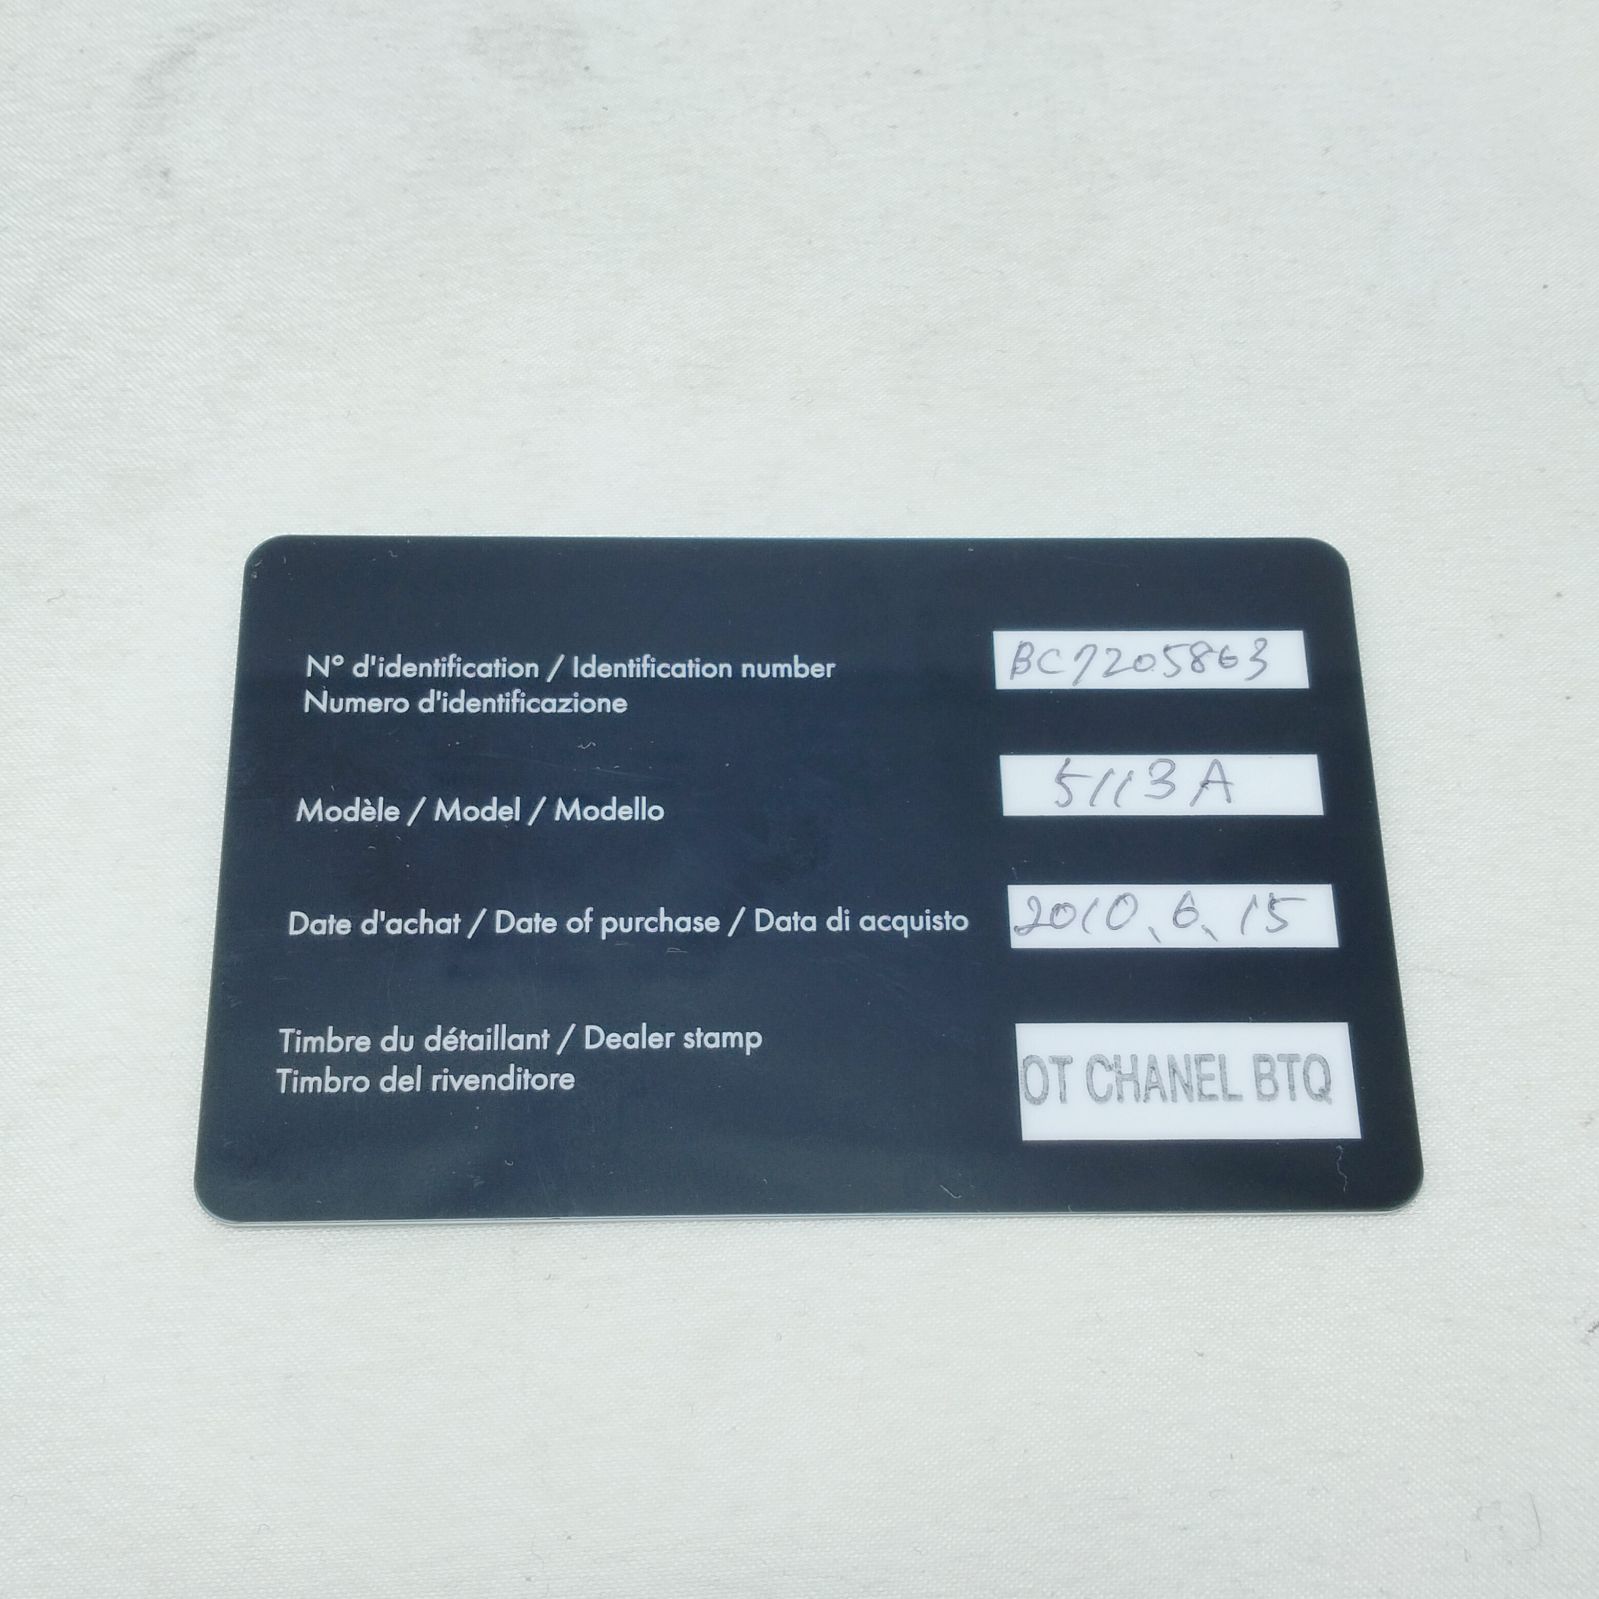 N° d'identification / Identification number
Numero d'identificazione
BC7205863
Modèle / Model / Modello
5113A
Date d'achat / Date of purchase / Data di acquisto
2010、6、15
Timbre du détaillant / Dealer stamp
Timbro del rivenditore
OT CHANEL BTQ